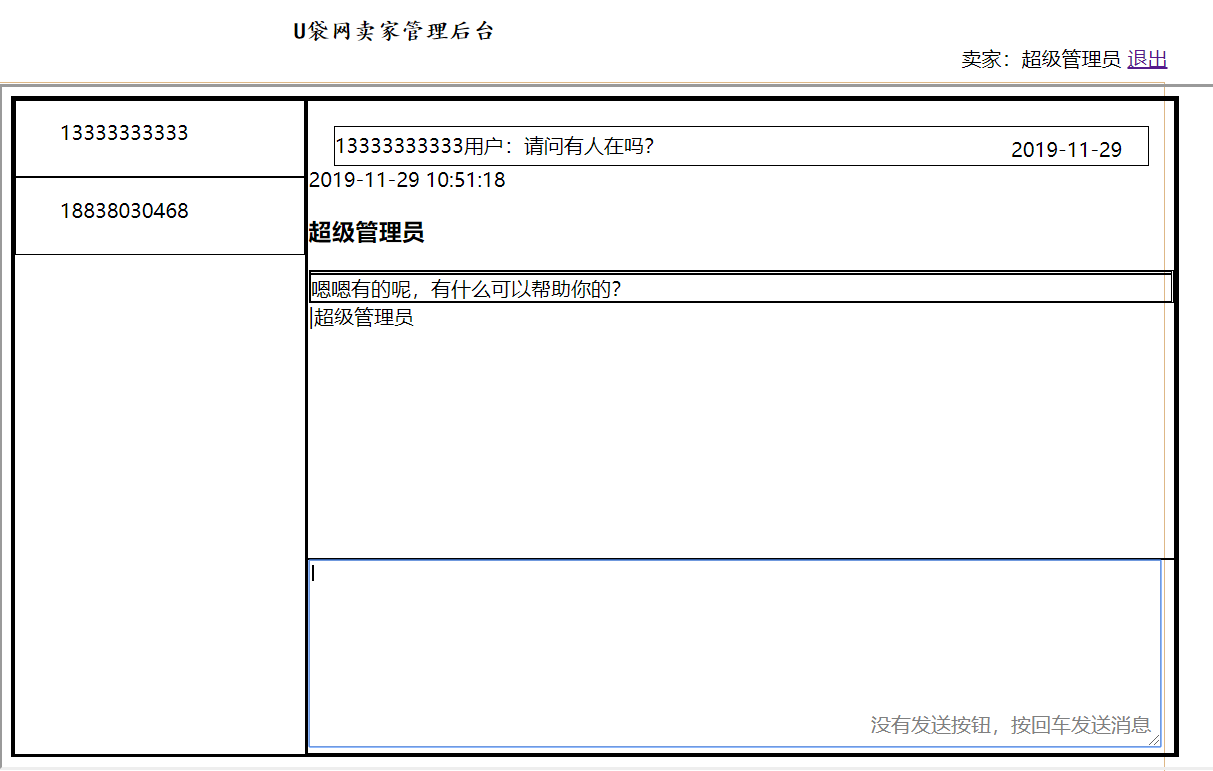 U袋网卖家管理后台
卖家：超级管理员 退出
13333333333
18838030468
13333333333用户：请问有人在吗？
2019-11-29
2019-11-29 10:51:18
超级管理员
嗯嗯有的呢，有什么可以帮助你的？
|超级管理员
没有发送按钮，按回车发送消息